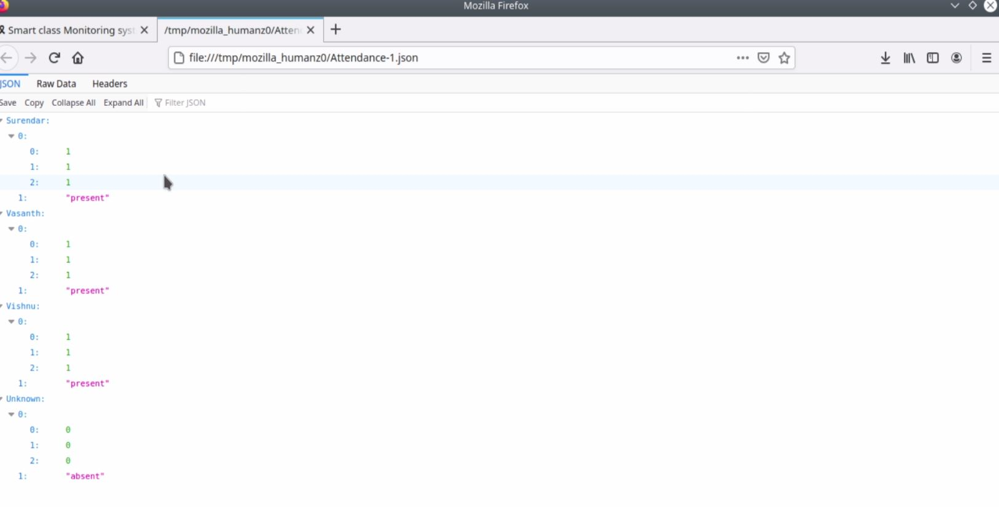 Mozilla Firefox
Smart class Monitoring syst
/tmp/mozilla_humanz0/Atten
file:///tmp/mozilla_humanz0/Attendance-1.json
JSON Raw Data Headers
Save Copy Collapse All Expand All Filter JSON
Surendar:
0:
0: 1
1: 1
2: 1
1: "present"
Vasanth:
0:
0: 1
1: 1
2: 1
1: "present"
Vishnu:
0:
0: 1
1: 1
2: 1
1: "present"
Unknown:
0:
0: 0
1: 0
2: 0
1: "absent"